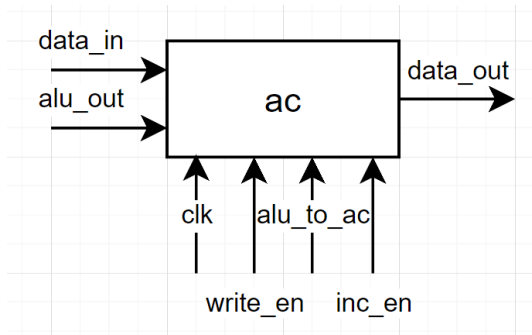 data_in
alu_out
ac
data_out
clk
alu_to_ac
write_en
inc_en